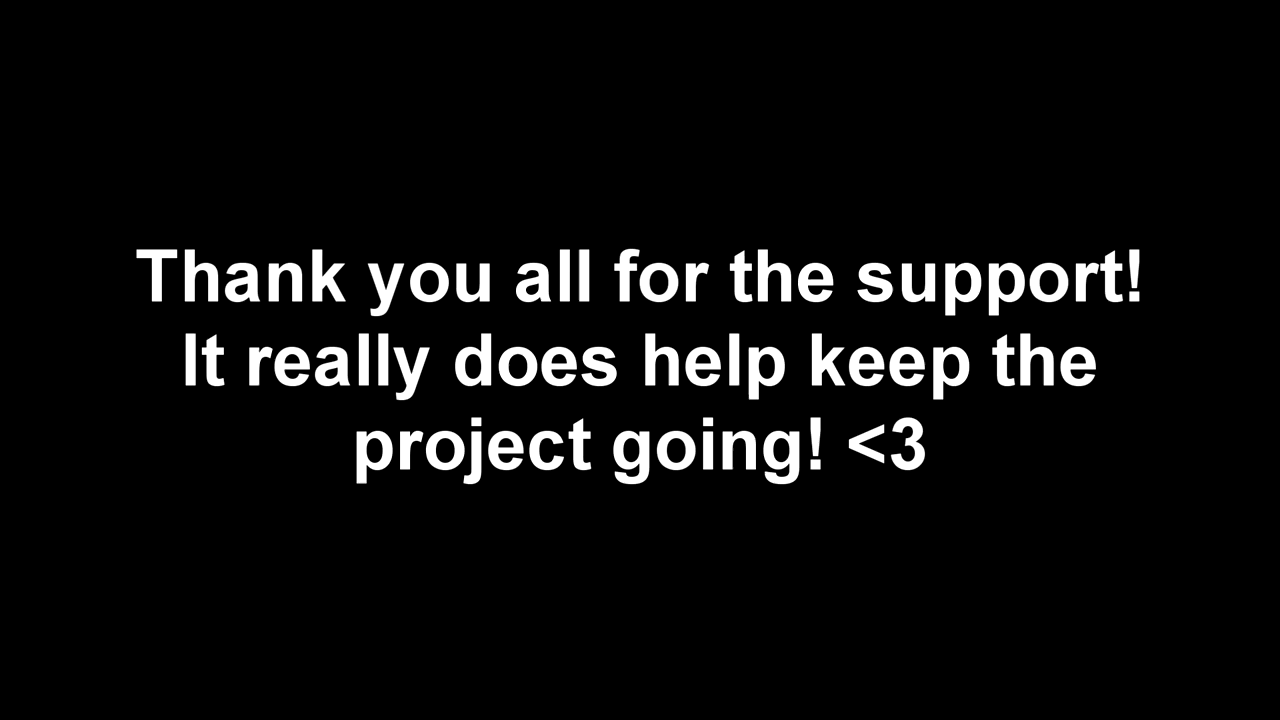 Thank you all for the support!
It really does help keep the
project going! <3